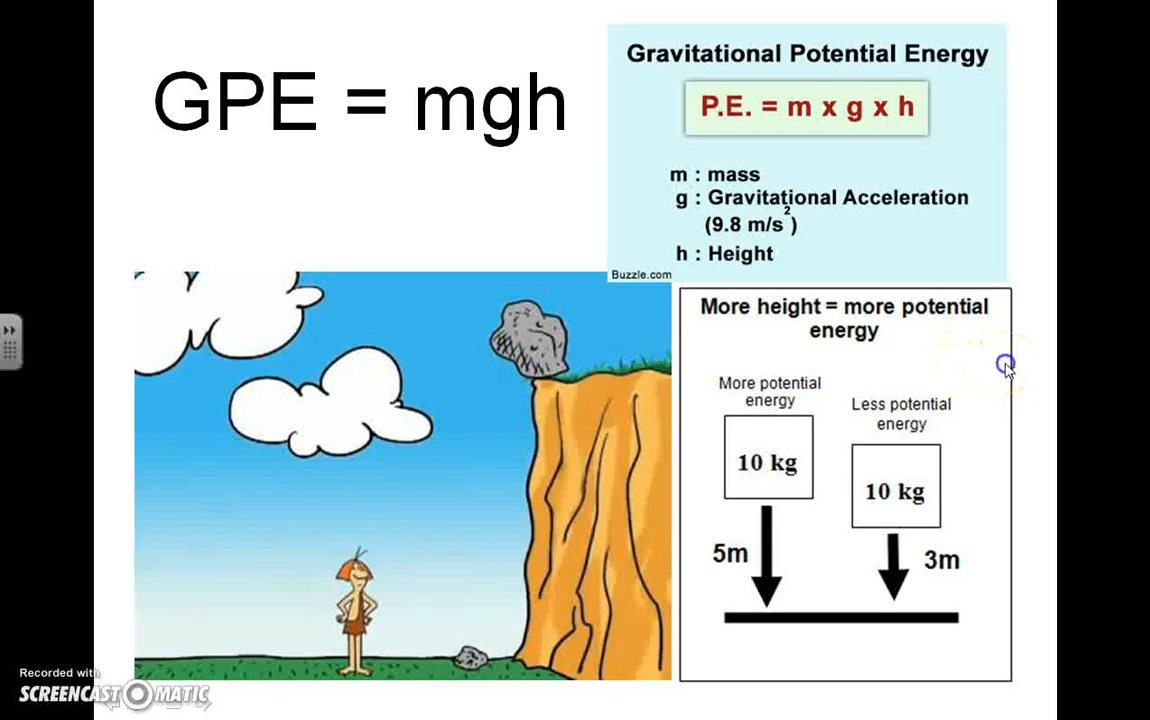 GPE = mgh
Gravitational Potential Energy
P.E. = m x g x h
m : mass
g : Gravitational Acceleration
(9.8 m/s²)
h : Height
Buzzle.com
More height = more potential
energy
More potential
energy
Less potential
energy
10 kg
10 kg
5m
3m
Recorded with
SCREENCAST-O-MATIC